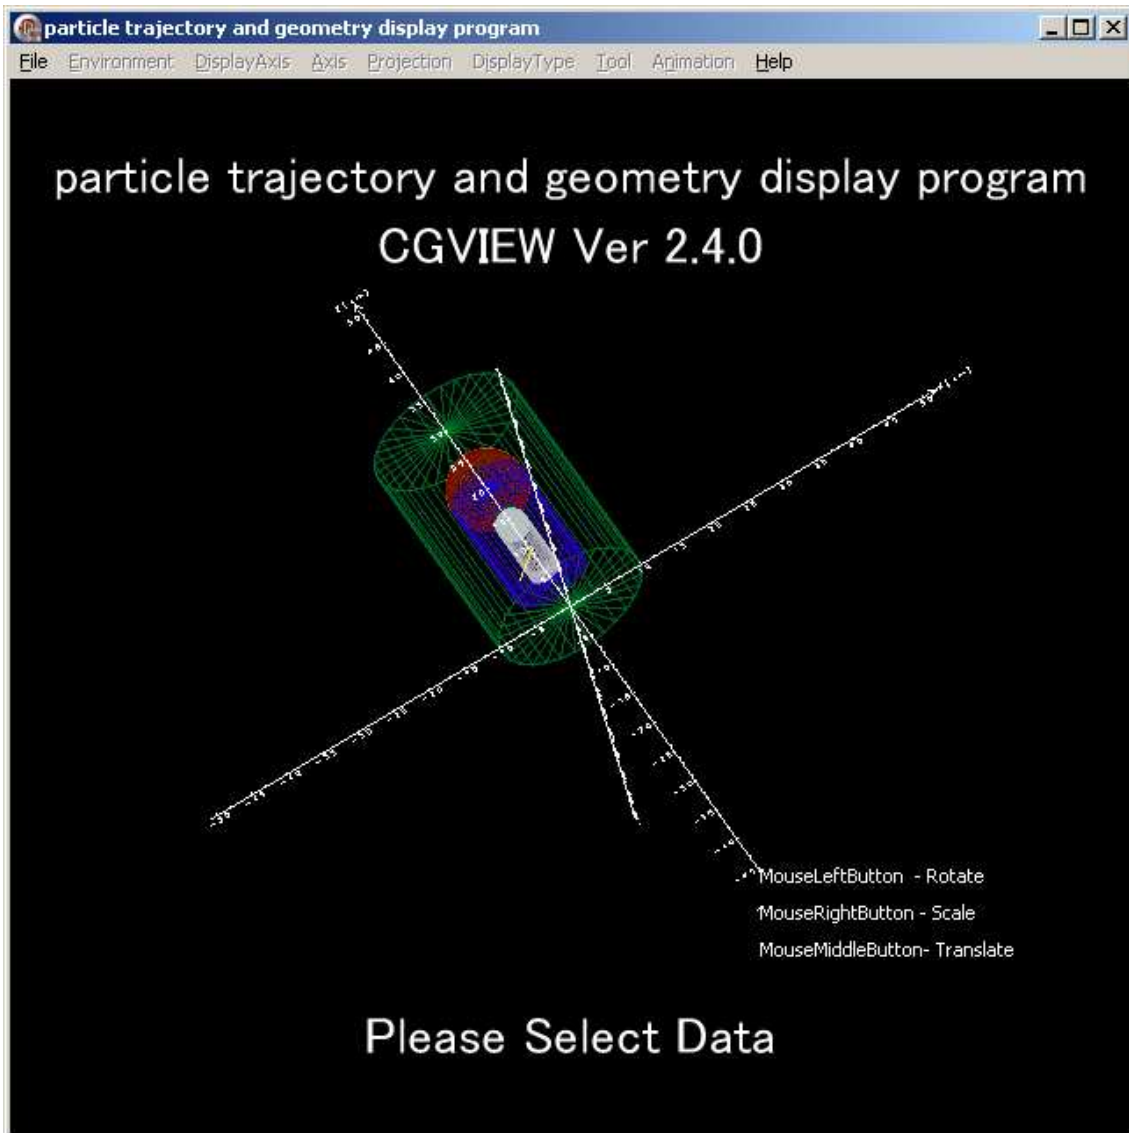 particle trajectory and geometry display program
File Environment DisplayAxis Axis Projection DisplayType Tool Animation Help
particle trajectory and geometry display program
CGVIEW Ver 2.4.0
MouseLeftButton - Rotate
MouseRightButton - Scale
MouseMiddleButton- Translate
Please Select Data